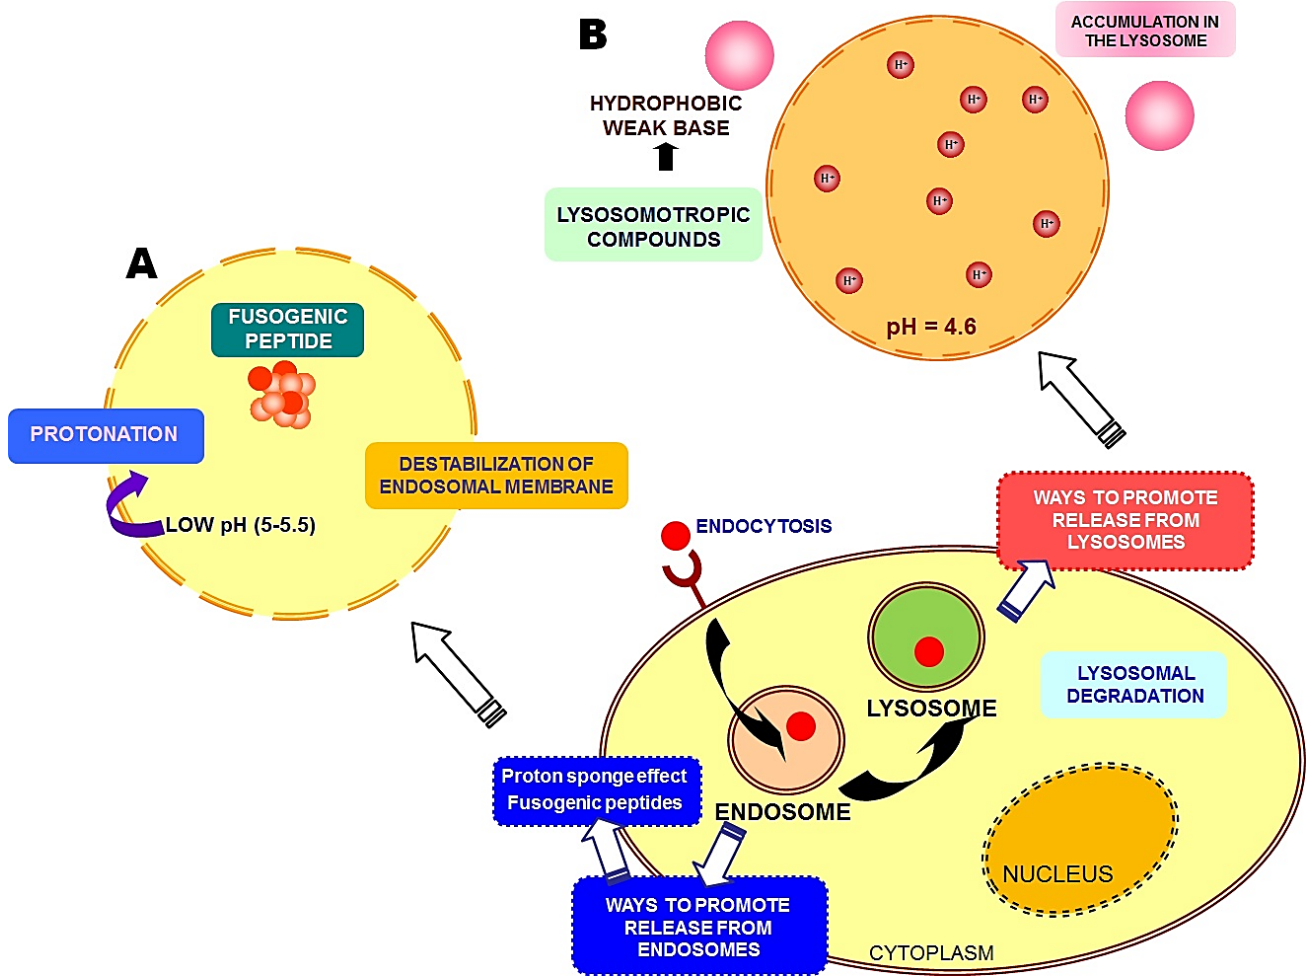 B
ACCUMULATION IN
THE LYSOSOME
HYDROPHOBIC
WEAK BASE
LYSOSOMOTROPIC
COMPOUNDS
H+
H+
H+
H+
H+
H+
H+
H+
H+
pH = 4.6
A
FUSOGENIC
PEPTIDE
PROTONATION
DESTABILIZATION OF
ENDOSOMAL MEMBRANE
LOW pH (5-5.5)
WAYS TO PROMOTE
RELEASE FROM
LYSOSOMES
ENDOCYTOSIS
LYSOSOME
LYSOSOMAL
DEGRADATION
ENDOSOME
Proton sponge effect
Fusogenic peptides
NUCLEUS
WAYS TO PROMOTE
RELEASE FROM
ENDOSOMES
CYTOPLASM